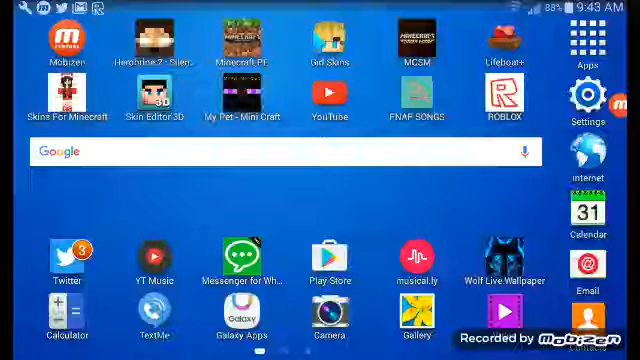 88% 9:43 AM
Mobizen
Herobrine 2 - Silen..
Minecraft PE
Girl Skins
MCSM
Lifeboat+
Apps
Skins For Minecraft
Skin Editor 3D
My Pet - Mini Craft
YouTube
FNAF SONGS
ROBLOX
Settings
Google
Internet
31
Calendar
3
Twitter
YT Music
Messenger for Wh...
Play Store
musical.ly
Wolf Live Wallpaper
Email
Calculator
TextMe
Galaxy
Galaxy Apps
Camera
Gallery
Recorded by Mobizen